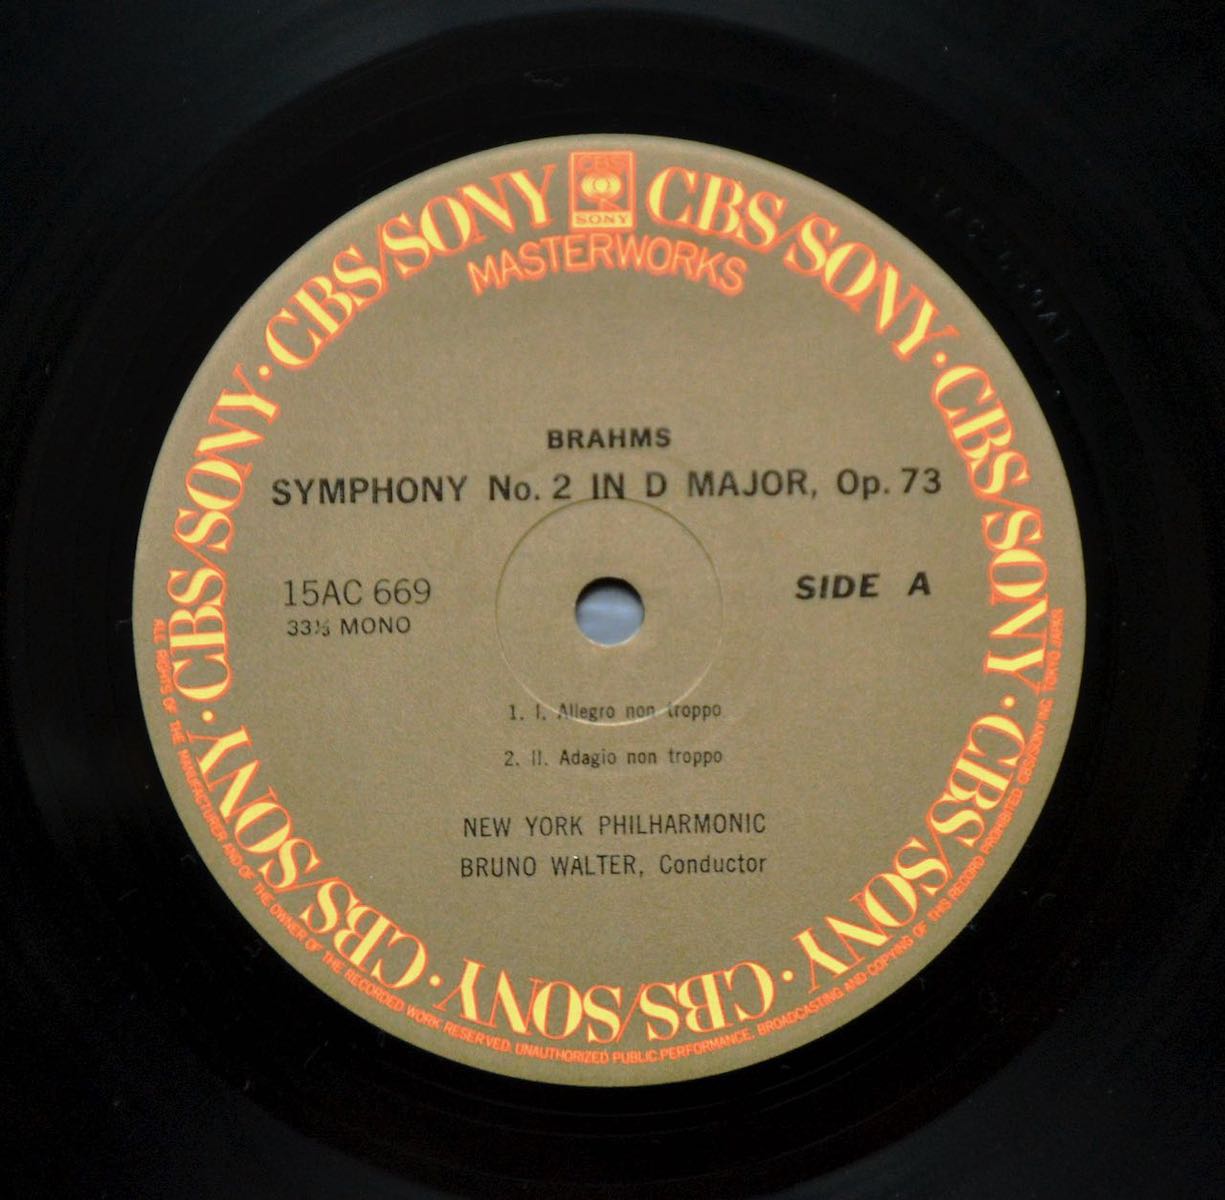 CBS
SONY
CBS/SONY · CBS/SONY · CBS/SONY · CBS/SONY · CBS/SONY · CBS/SONY · CBS/SONY · CBS/SONY
MASTERWORKS
BRAHMS
SYMPHONY No. 2 IN D MAJOR, Op. 73
15AC 669
33⅓ MONO
SIDE A
1. I. Allegro non troppo
2. II. Adagio non troppo
NEW YORK PHILHARMONIC
BRUNO WALTER, Conductor
ALL RIGHTS OF THE MANUFACTURER AND OF THE OWNER OF THE RECORDED WORK RESERVED. UNAUTHORIZED PUBLIC PERFORMANCE, BROADCASTING AND COPYING OF THIS RECORD PROHIBITED CBS/SONY INC. TOKYO JAPAN